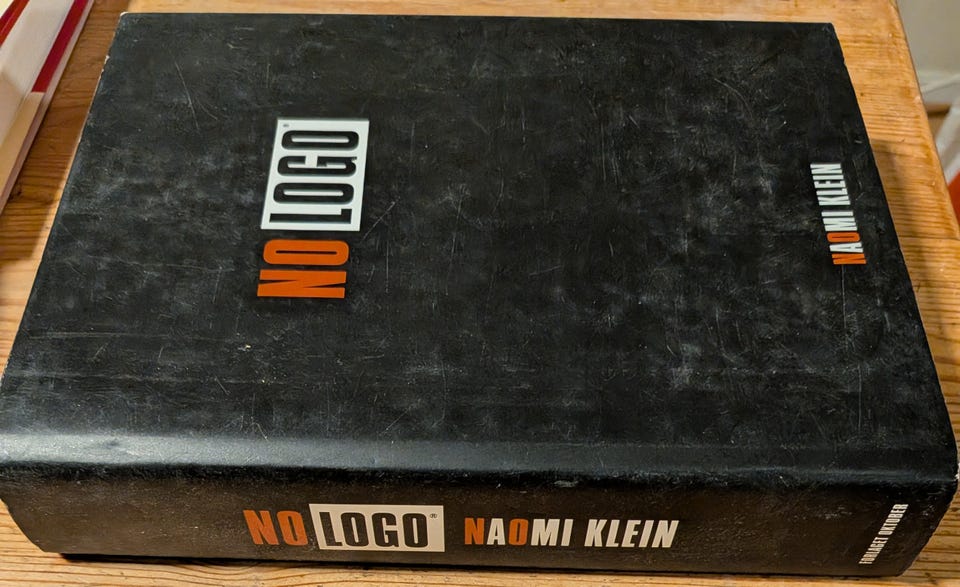 NO LOGO®
NAOMI KLEIN
NO LOGO® NAOMI KLEIN
FORLAGET OKTOBER